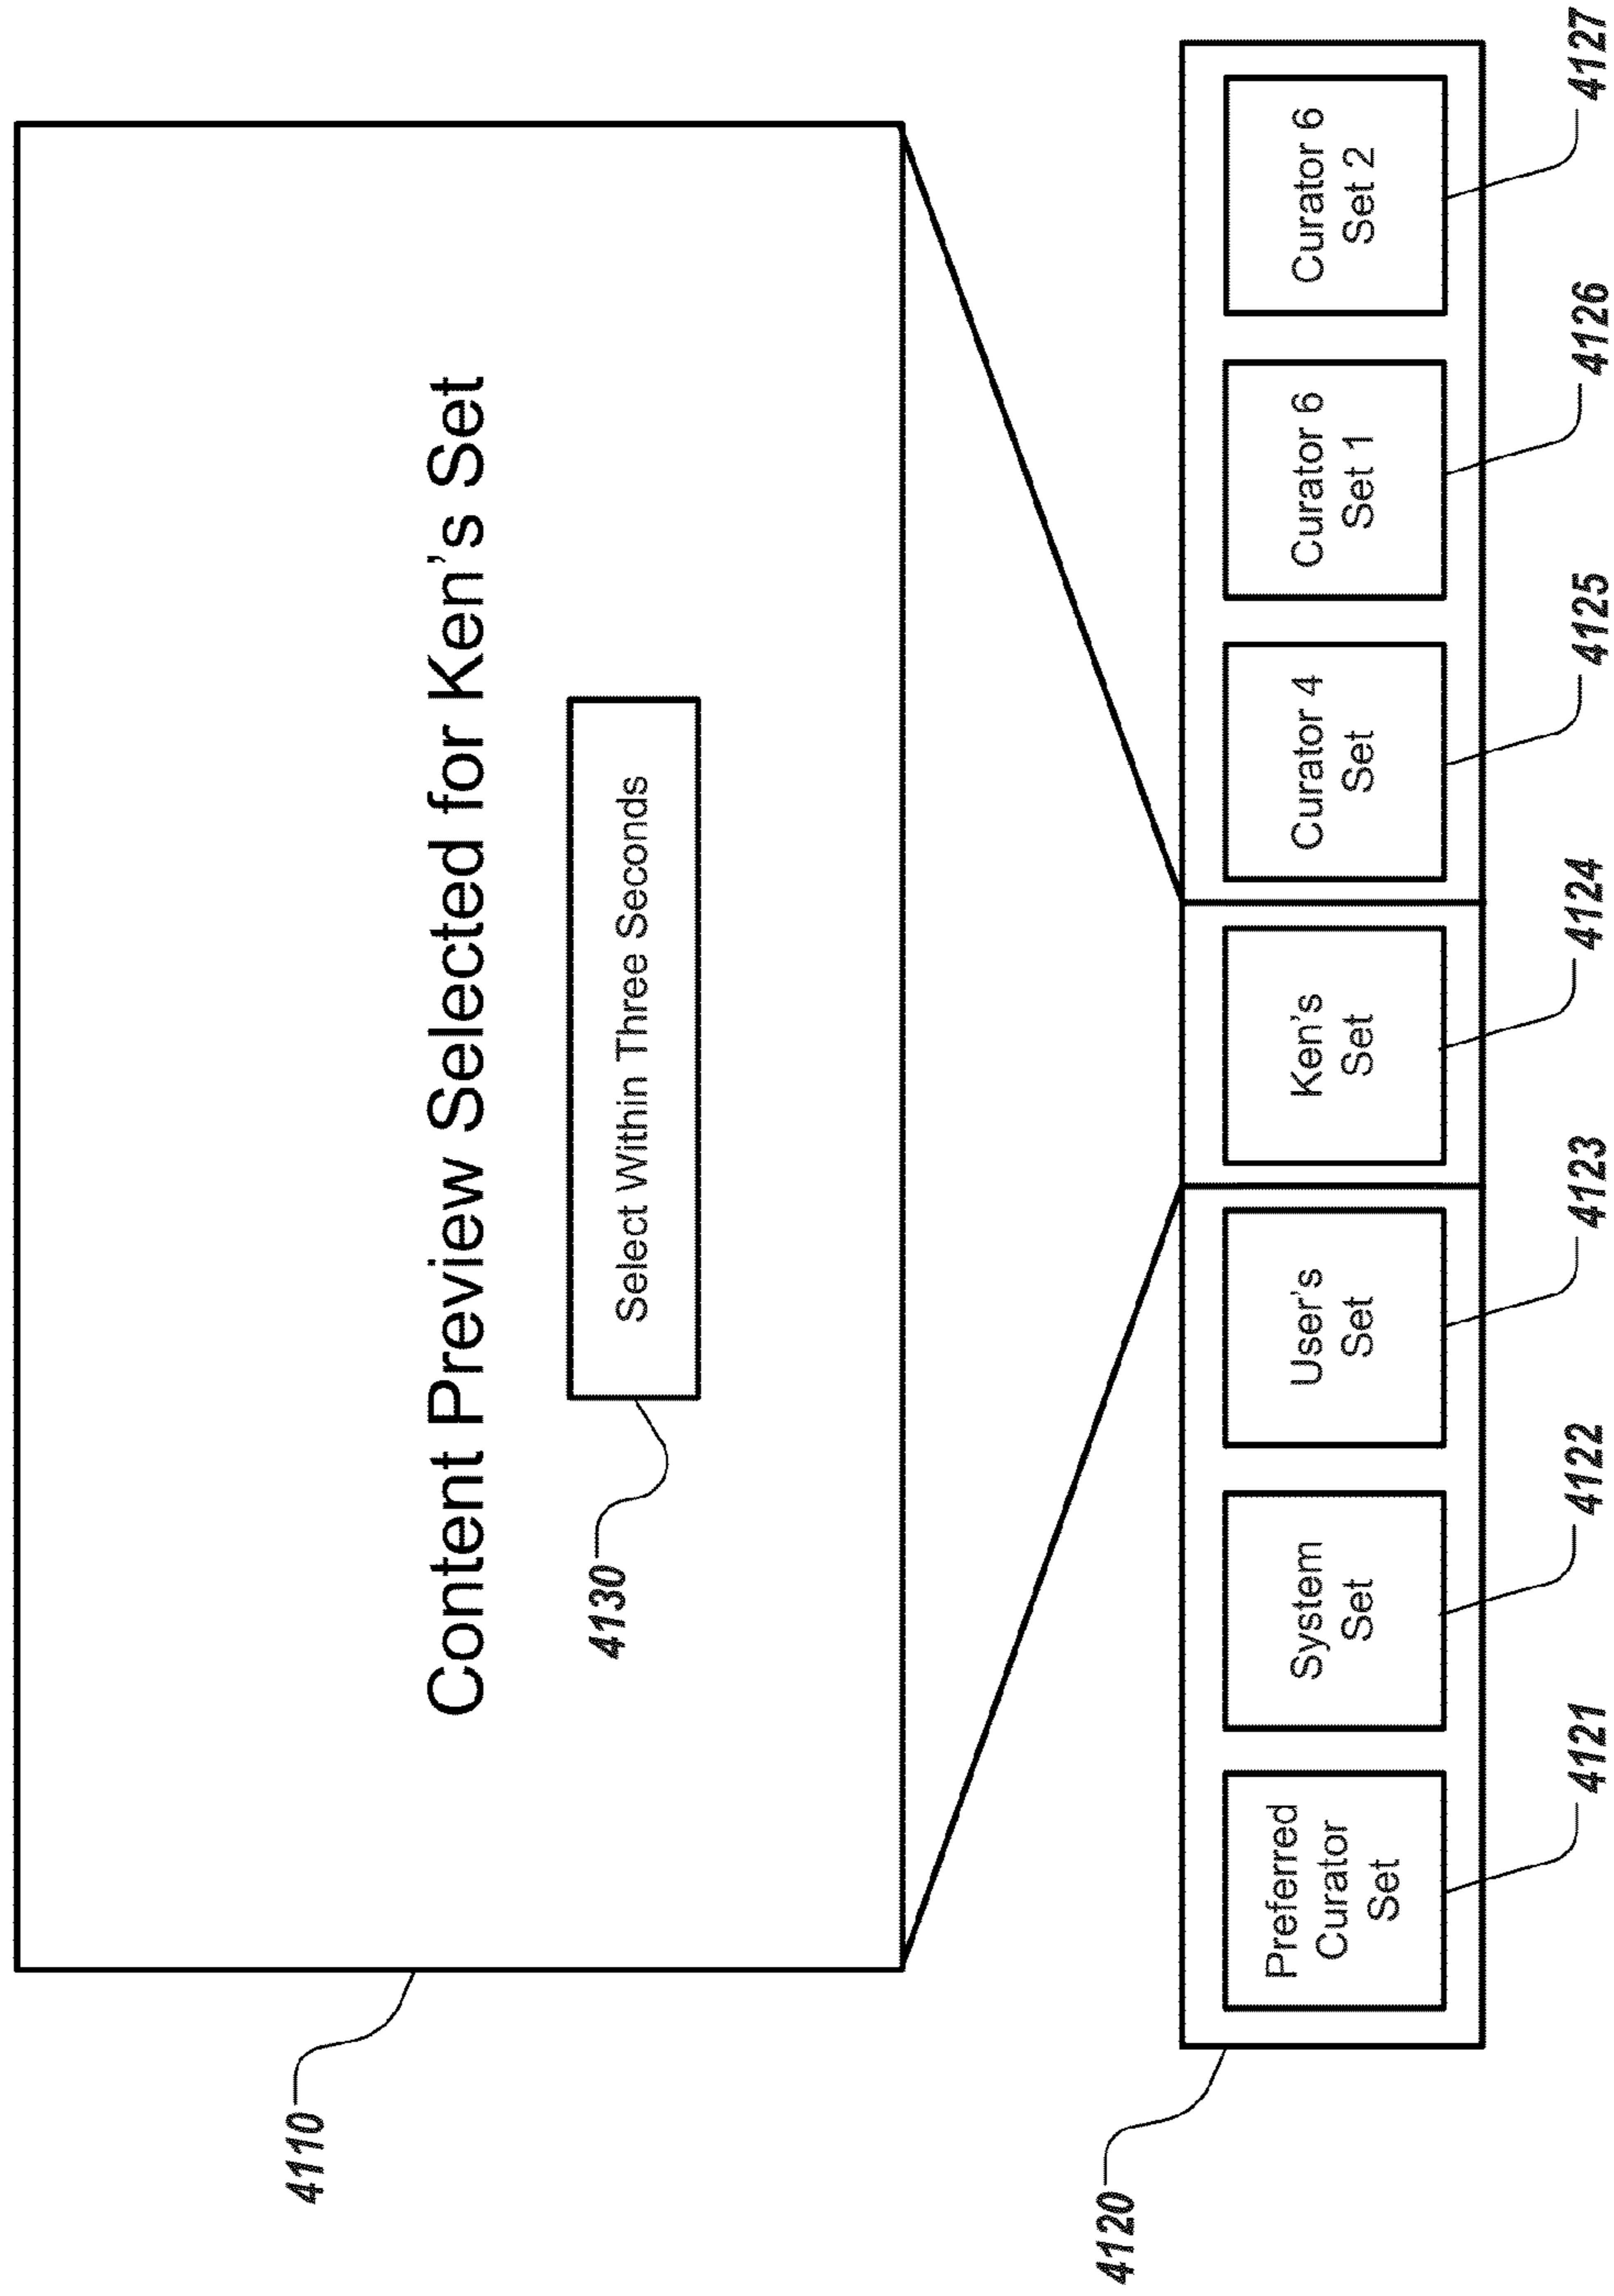 Content Preview Selected for Ken's Set
Select Within Three Seconds
4130
4110
4120
Preferred
Curator
Set
System
Set
User's
Set
Ken's
Set
Curator 4
Set
Curator 6
Set 1
Curator 6
Set 2
4121
4122
4123
4124
4125
4126
4127